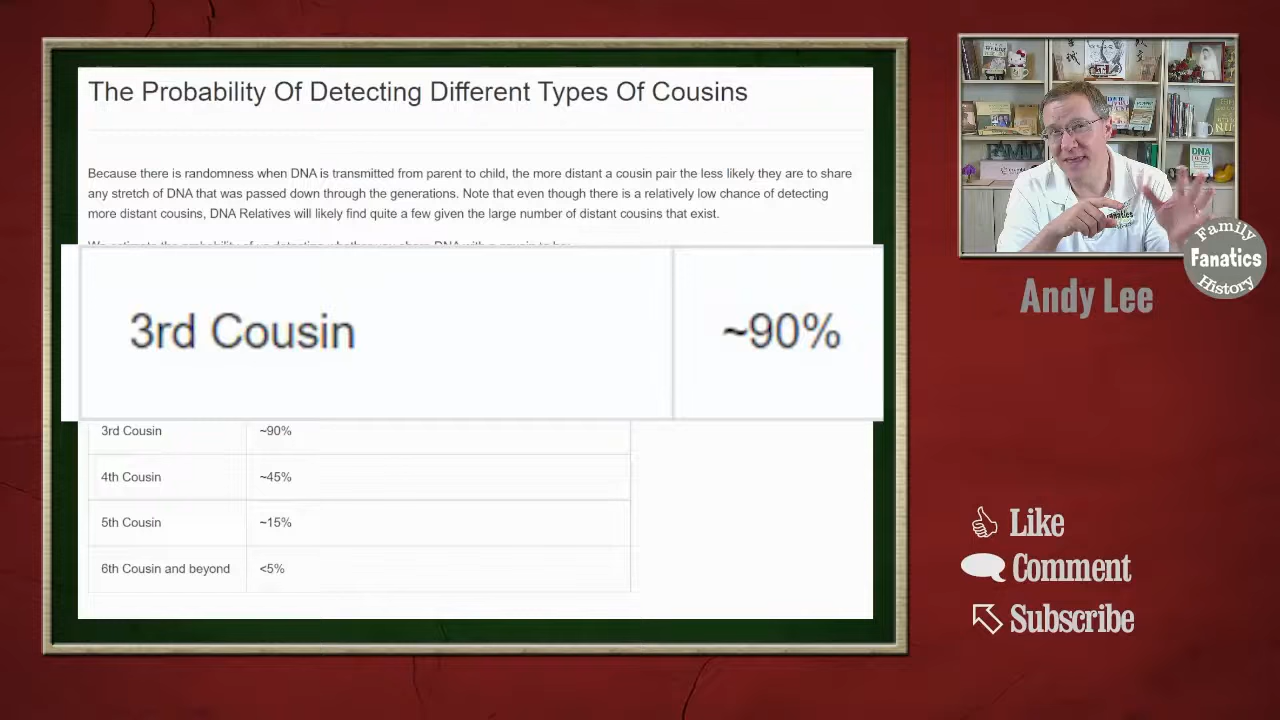 The Probability Of Detecting Different Types Of Cousins
Because there is randomness when DNA is transmitted from parent to child, the more distant a cousin pair the less likely they are to share
any stretch of DNA that was passed down through the generations. Note that even though there is a relatively low chance of detecting
more distant cousins, DNA Relatives will likely find quite a few given the large number of distant cousins that exist.
3rd Cousin ~90%
3rd Cousin ~90%
4th Cousin ~45%
5th Cousin ~15%
6th Cousin and beyond <5%
FAMILY
DNA
Family
Fanatics
History
Andy Lee
Like
Comment
Subscribe